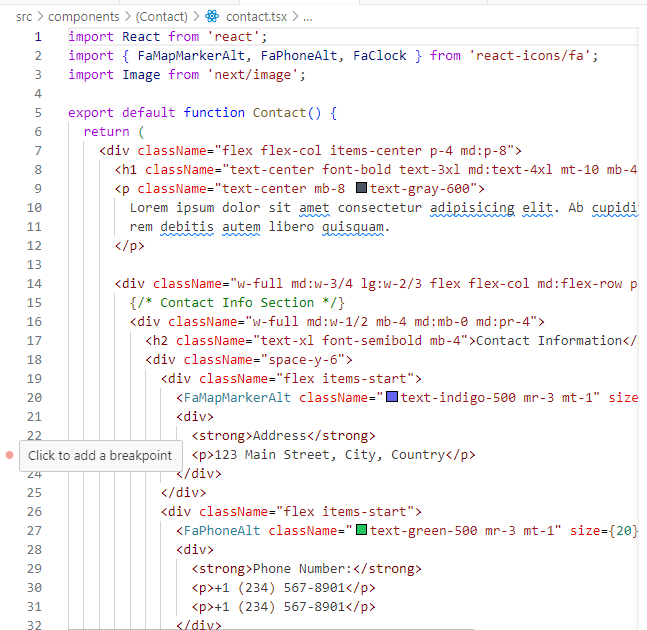 src > components > (Contact) > contact.tsx > ...
1 import React from 'react';
2 import { FaMapMarkerAlt, FaPhoneAlt, FaClock } from 'react-icons/fa';
3 import Image from 'next/image';
4
5 export default function Contact() {
6 return (
7 <div className="flex flex-col items-center p-4 md:p-8">
8 <h1 className="text-center font-bold text-3xl md:text-4xl mt-10 mb-4
9 <p className="text-center mb-8 text-gray-600">
10 Lorem ipsum dolor sit amet consectetur adipisicing elit. Ab cupidi
11 rem debitis autem libero quisquam.
12 </p>
13
14 <div className="w-full md:w-3/4 lg:w-2/3 flex flex-col md:flex-row p
15 {/* Contact Info Section */}
16 <div className="w-full md:w-1/2 mb-4 md:mb-0 md:pr-4">
17 <h2 className="text-xl font-semibold mb-4">Contact Information</
18 <div className="space-y-6">
19 <div className="flex items-start">
20 <FaMapMarkerAlt className="text-indigo-500 mr-3 mt-1" size
21 <div>
22 <strong>Address</strong>
Click to add a breakpoint <p>123 Main Street, City, Country</p>
24 </div>
25 </div>
26 <div className="flex items-start">
27 <FaPhoneAlt className="text-green-500 mr-3 mt-1" size={20}
28 <div>
29 <strong>Phone Number:</strong>
30 <p>+1 (234) 567-8901</p>
31 <p>+1 (234) 567-8901</p>
32 </div>